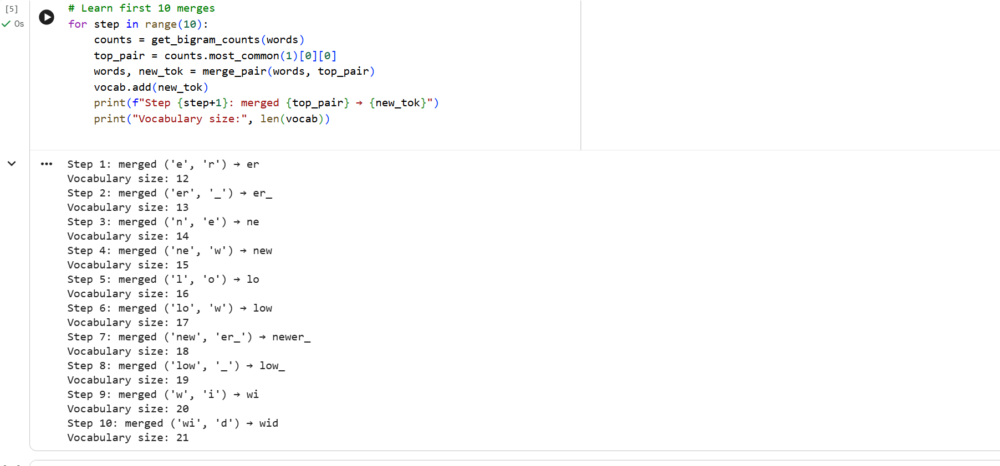 [5]
0s
# Learn first 10 merges
for step in range(10):
    counts = get_bigram_counts(words)
    top_pair = counts.most_common(1)[0][0]
    words, new_tok = merge_pair(words, top_pair)
    vocab.add(new_tok)
    print(f"Step {step+1}: merged {top_pair} → {new_tok}")
    print("Vocabulary size:", len(vocab))
Step 1: merged ('e', 'r') → er
Vocabulary size: 12
Step 2: merged ('er', '_') → er_
Vocabulary size: 13
Step 3: merged ('n', 'e') → ne
Vocabulary size: 14
Step 4: merged ('ne', 'w') → new
Vocabulary size: 15
Step 5: merged ('l', 'o') → lo
Vocabulary size: 16
Step 6: merged ('lo', 'w') → low
Vocabulary size: 17
Step 7: merged ('new', 'er_') → newer_
Vocabulary size: 18
Step 8: merged ('low', '_') → low_
Vocabulary size: 19
Step 9: merged ('w', 'i') → wi
Vocabulary size: 20
Step 10: merged ('wi', 'd') → wid
Vocabulary size: 21